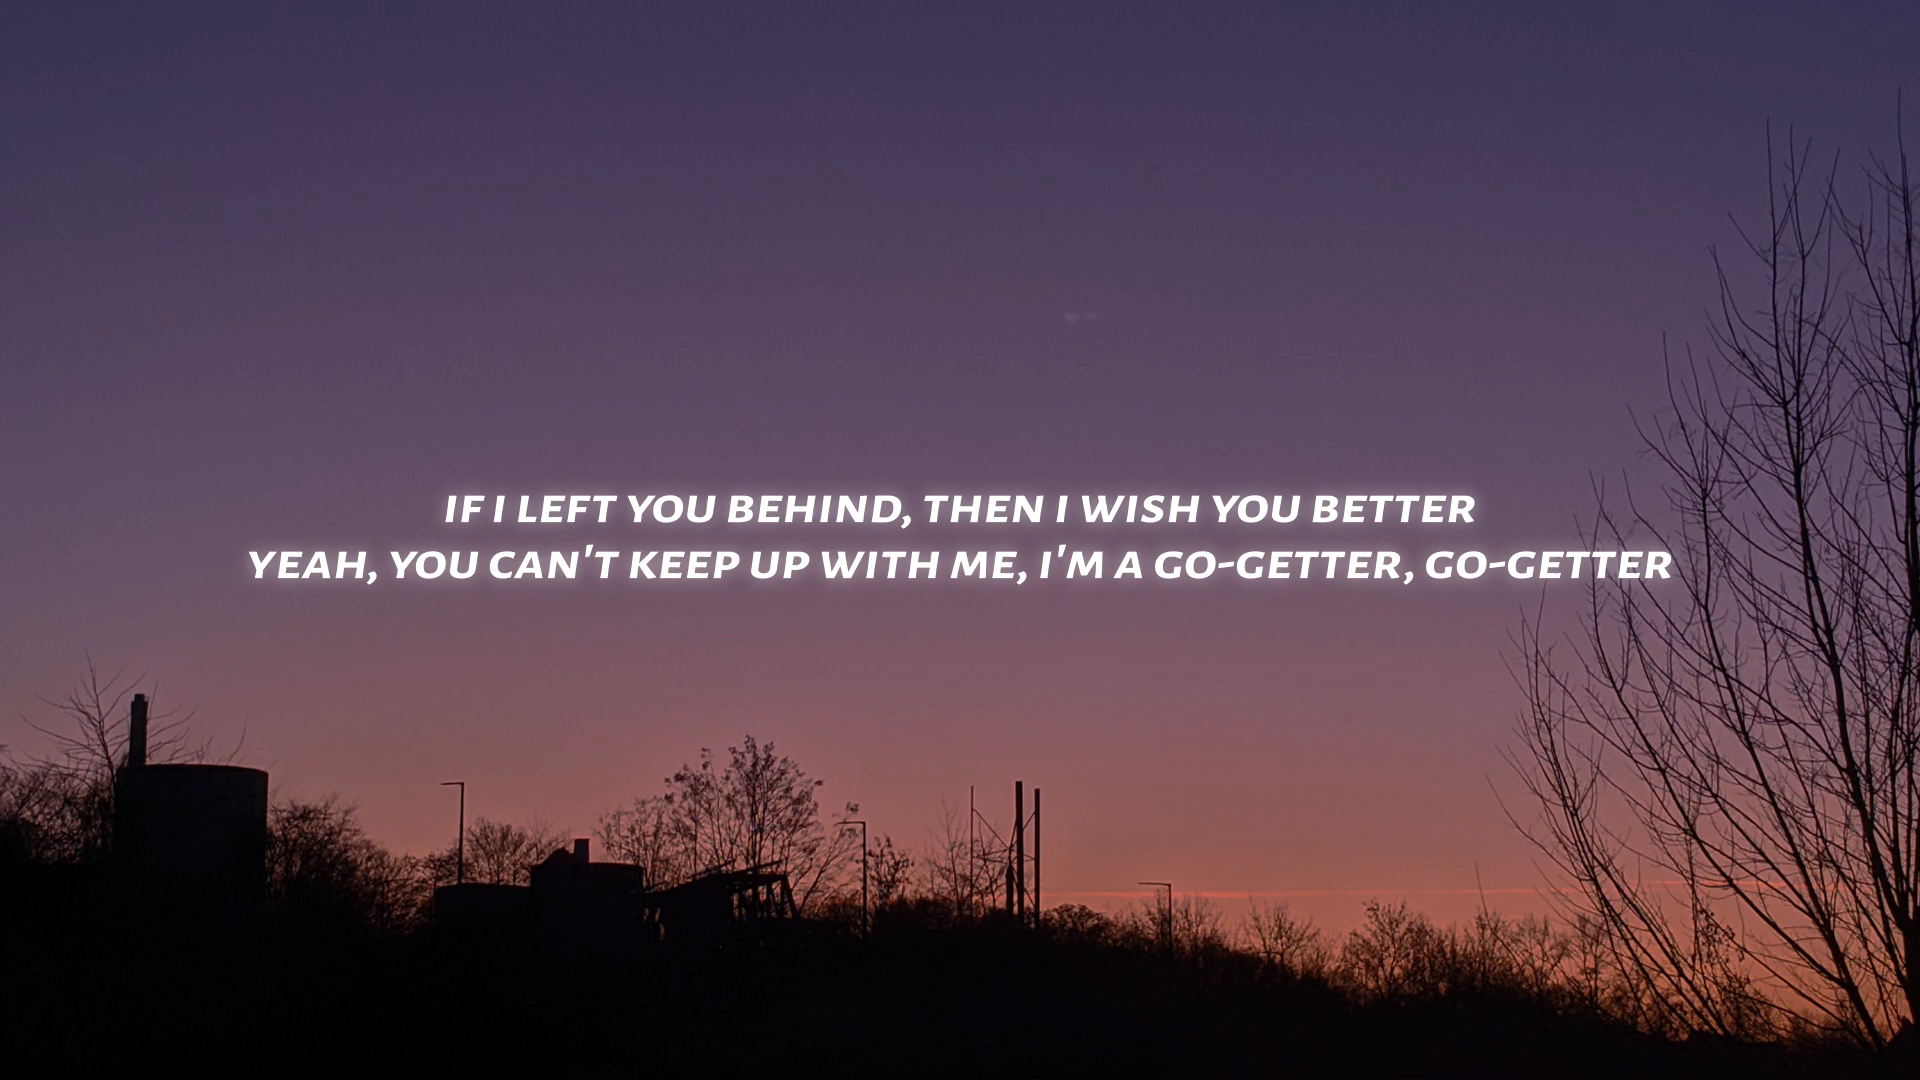 IF I LEFT YOU BEHIND, THEN I WISH YOU BETTER
YEAH, YOU CAN'T KEEP UP WITH ME, I'M A GO-GETTER, GO-GETTER